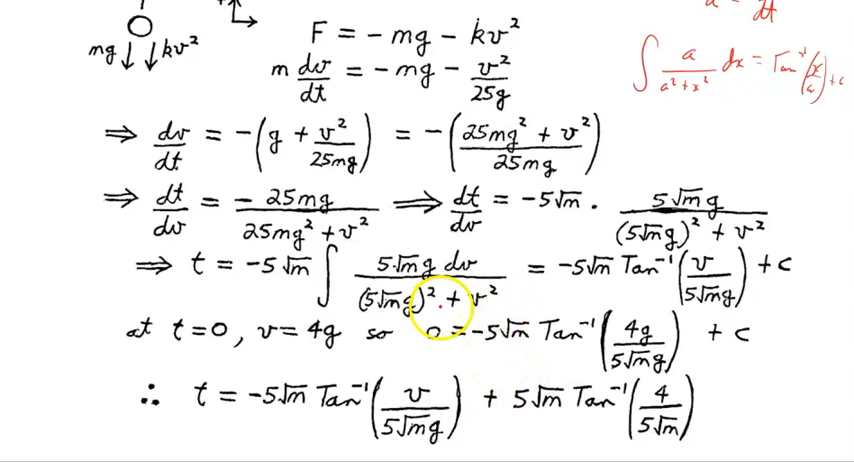 F = -mg - kv²
mg kv²
m dv/dt = -mg - v²/25g
∫ a/(a²+x²) dx = Tan⁻¹(x/a) + c
⇒ dv/dt = -(g + v²/25mg) = -((25mg² + v²)/25mg)
⇒ dt/dv = -25mg/(25mg² + v²) ⇒ dt/dv = -5√m . 5√m g/((5√m g)² + v²)
⇒ t = -5√m ∫ 5√m g dv/((5√m g)² + v²) = -5√m Tan⁻¹(v/5√m g) + c
at t=0, v=4g so 0 = -5√m Tan⁻¹(4g/5√m g) + c
∴ t = -5√m Tan⁻¹(v/5√m g) + 5√m Tan⁻¹(4/5√m)